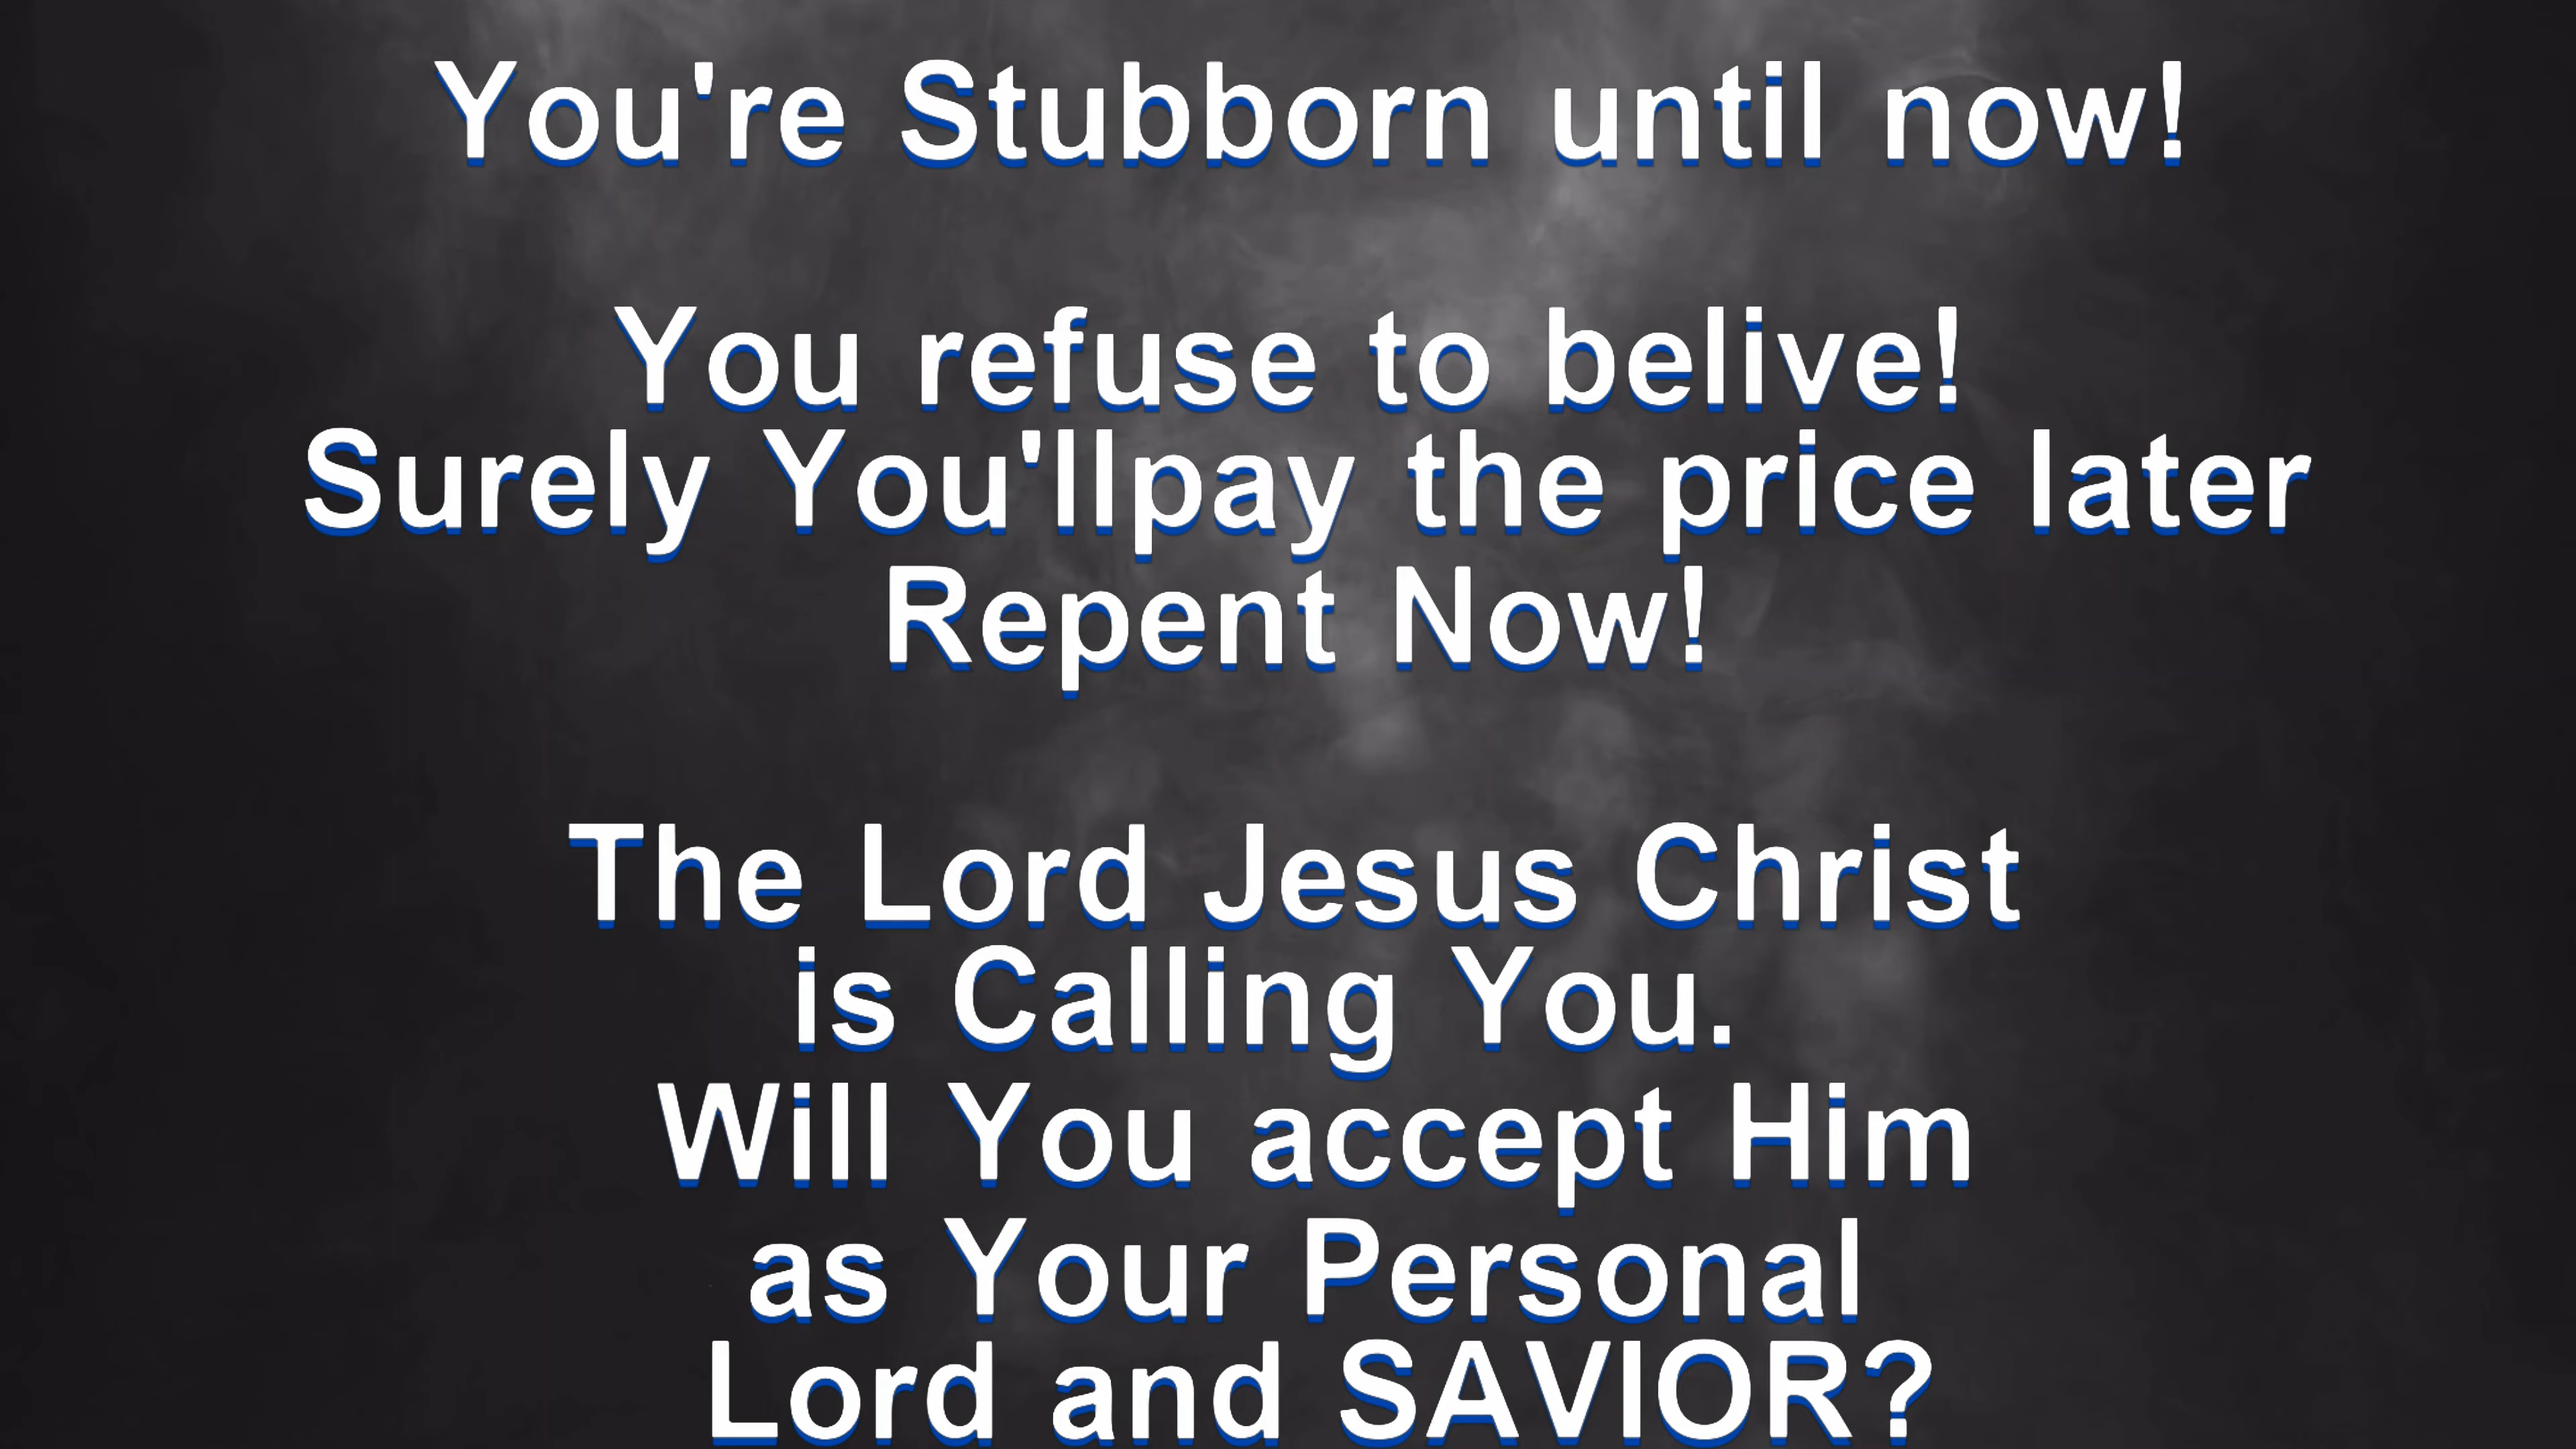 You're Stubborn until now!
You refuse to belive!
Surely You'llpay the price later
Repent Now!
The Lord Jesus Christ
is Calling You.
Will You accept Him
as Your Personal
Lord and SAVIOR?